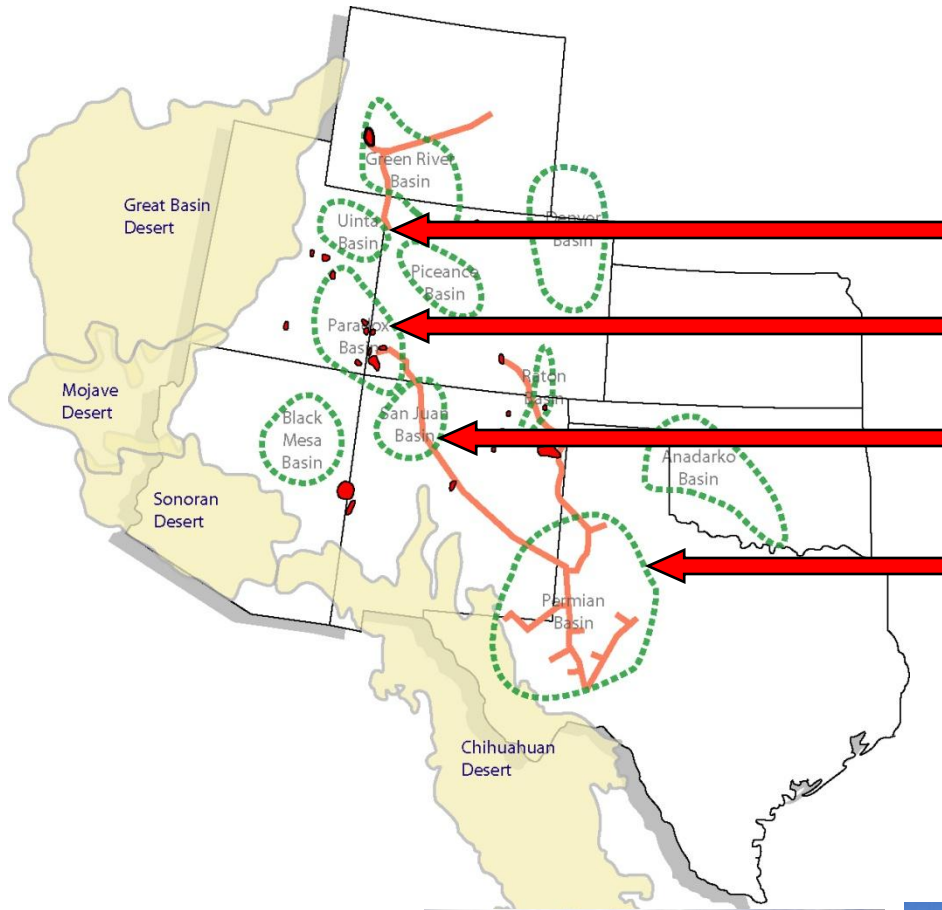 Green River
Basin
Great Basin
Desert
Uinta
Basin
Denver
Basin
Piceance
Basin
Paradox
Basin
Raton
Basin
Mojave
Desert
Black
Mesa
Basin
San Juan
Basin
Anadarko
Basin
Sonoran
Desert
Permian
Basin
Chihuahuan
Desert